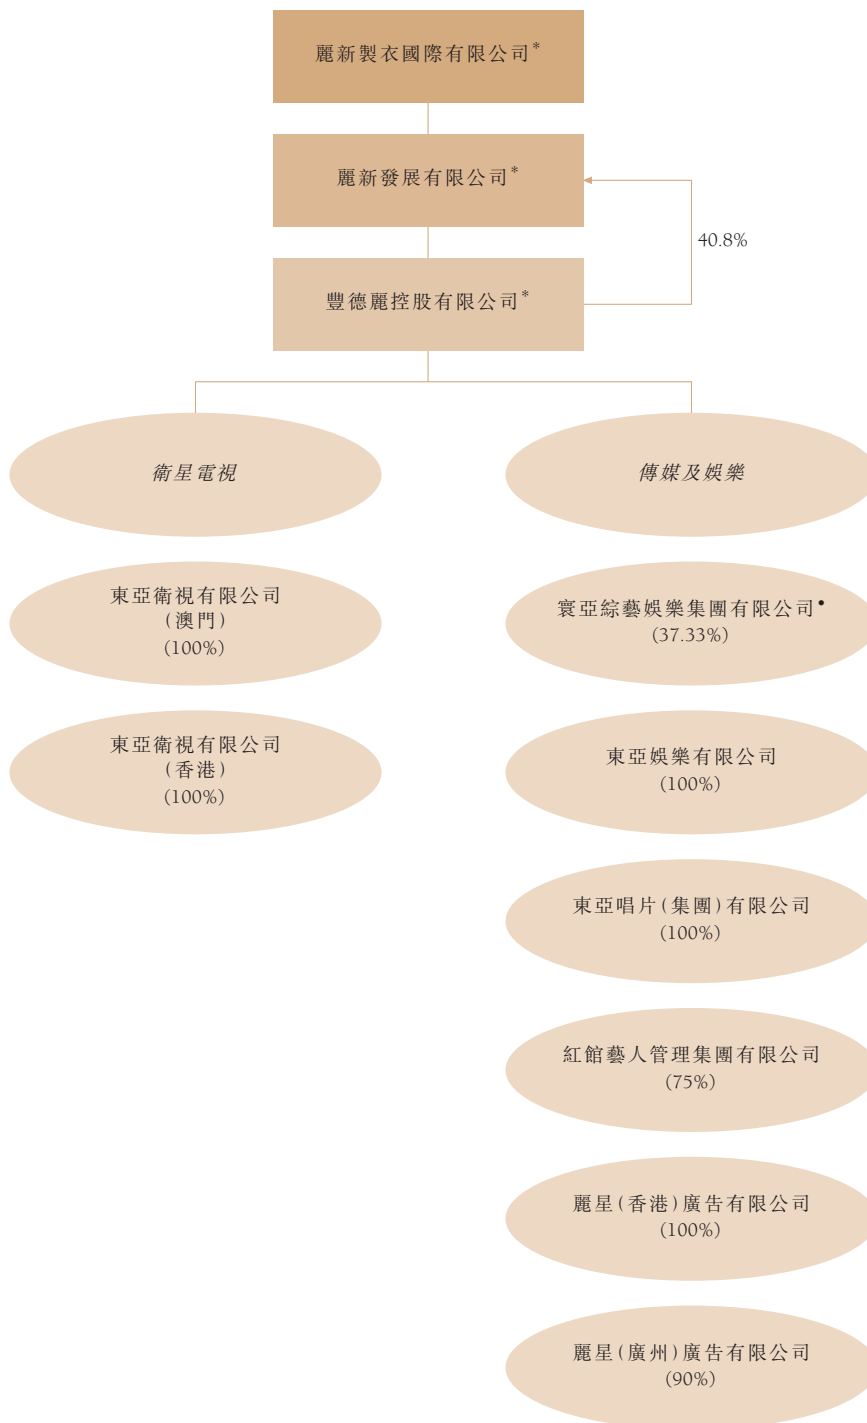 麗新製衣國際有限公司*
麗新發展有限公司*
40.8%
豐德麗控股有限公司*
衛星電視
傳媒及娛樂
東亞衛視有限公司
(澳門)
(100%)
寰亞綜藝娛樂集團有限公司•
(37.33%)
東亞衛視有限公司
(香港)
(100%)
東亞娛樂有限公司
(100%)
東亞唱片(集團)有限公司
(100%)
紅館藝人管理集團有限公司
(75%)
麗星(香港)廣告有限公司
(100%)
麗星(廣州)廣告有限公司
(90%)